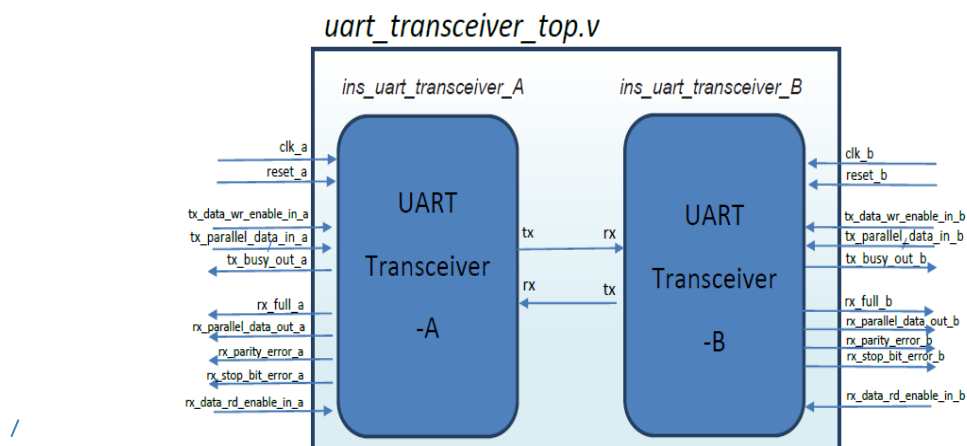 uart_transceiver_top.v
ins_uart_transceiver_A
ins_uart_transceiver_B
clk_a
reset_a
tx_data_wr_enable_in_a
tx_parallel_data_in_a
tx_busy_out_a
rx_full_a
rx_parallel_data_out_a
rx_parity_error_a
rx_stop_bit_error_a
rx_data_rd_enable_in_a
UART
Transceiver
-A
tx
rx
rx
tx
UART
Transceiver
-B
clk_b
reset_b
tx_data_wr_enable_in_b
tx_parallel_data_in_b
tx_busy_out_b
rx_full_b
rx_parallel_data_out_b
rx_parity_error_b
rx_stop_bit_error_b
rx_data_rd_enable_in_b
/